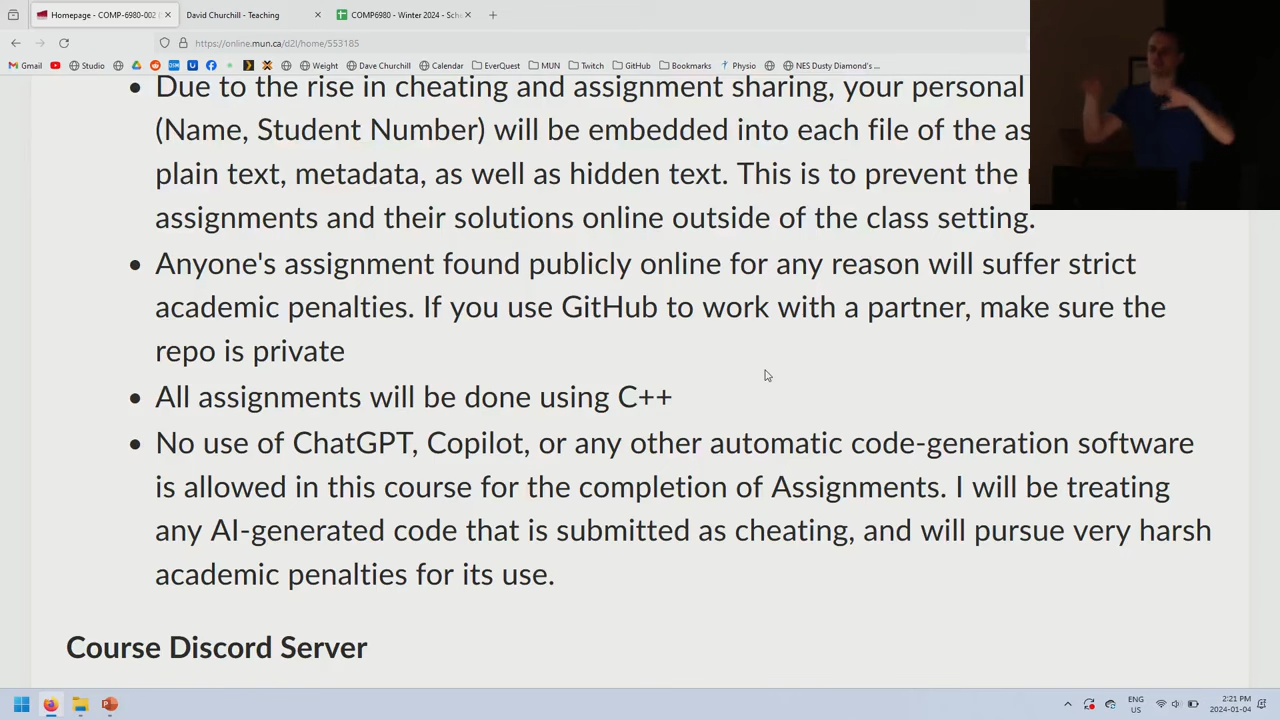 Homepage - COMP-6980-002
David Churchill - Teaching
COMP6980 - Winter 2024 - Sch
https://online.mun.ca/d2l/home/553185
Gmail Studio Weight Dave Churchill Calendar EverQuest MUN Twitch GitHub Bookmarks Physio NES Dusty Diamond's ...
• Due to the rise in cheating and assignment sharing, your personal
(Name, Student Number) will be embedded into each file of the as
plain text, metadata, as well as hidden text. This is to prevent the
assignments and their solutions online outside of the class setting.
• Anyone's assignment found publicly online for any reason will suffer strict
academic penalties. If you use GitHub to work with a partner, make sure the
repo is private
• All assignments will be done using C++
• No use of ChatGPT, Copilot, or any other automatic code-generation software
is allowed in this course for the completion of Assignments. I will be treating
any AI-generated code that is submitted as cheating, and will pursue very harsh
academic penalties for its use.
Course Discord Server
ENG
US
2:21 PM
2024-01-04